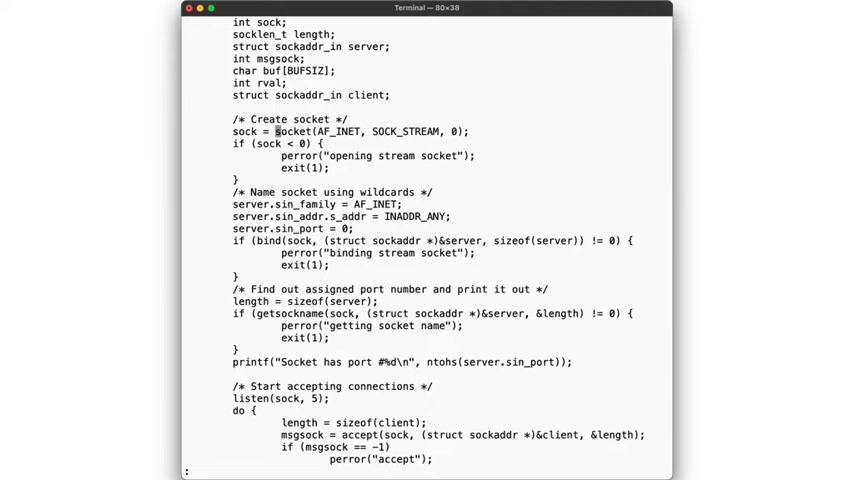 Terminal — 80×38
int sock;
socklen_t length;
struct sockaddr_in server;
int msgsock;
char buf[BUFSIZ];
int rval;
struct sockaddr_in client;
/* Create socket */
sock = socket(AF_INET, SOCK_STREAM, 0);
if (sock < 0) {
perror("opening stream socket");
exit(1);
}
/* Name socket using wildcards */
server.sin_family = AF_INET;
server.sin_addr.s_addr = INADDR_ANY;
server.sin_port = 0;
if (bind(sock, (struct sockaddr *)&server, sizeof(server)) != 0) {
perror("binding stream socket");
exit(1);
}
/* Find out assigned port number and print it out */
length = sizeof(server);
if (getsockname(sock, (struct sockaddr *)&server, &length) != 0) {
perror("getting socket name");
exit(1);
}
printf("Socket has port #%d\n", ntohs(server.sin_port));
/* Start accepting connections */
listen(sock, 5);
do {
length = sizeof(client);
msgsock = accept(sock, (struct sockaddr *)&client, &length);
if (msgsock == -1)
perror("accept");
: